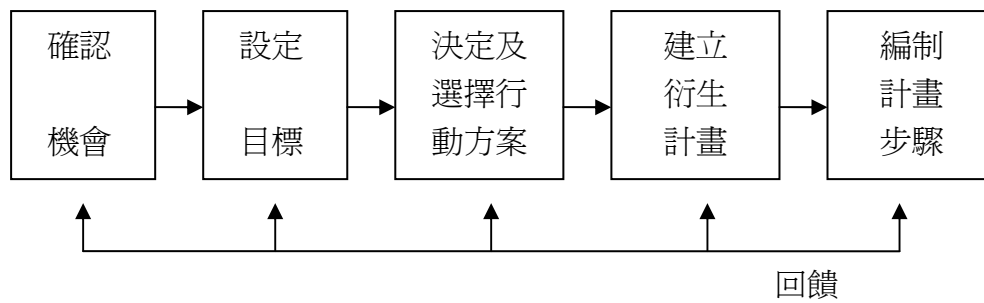 確認
機會
設定
目標
決定及
選擇行
動方案
建立
衍生
計畫
編制
計畫
步驟
回饋